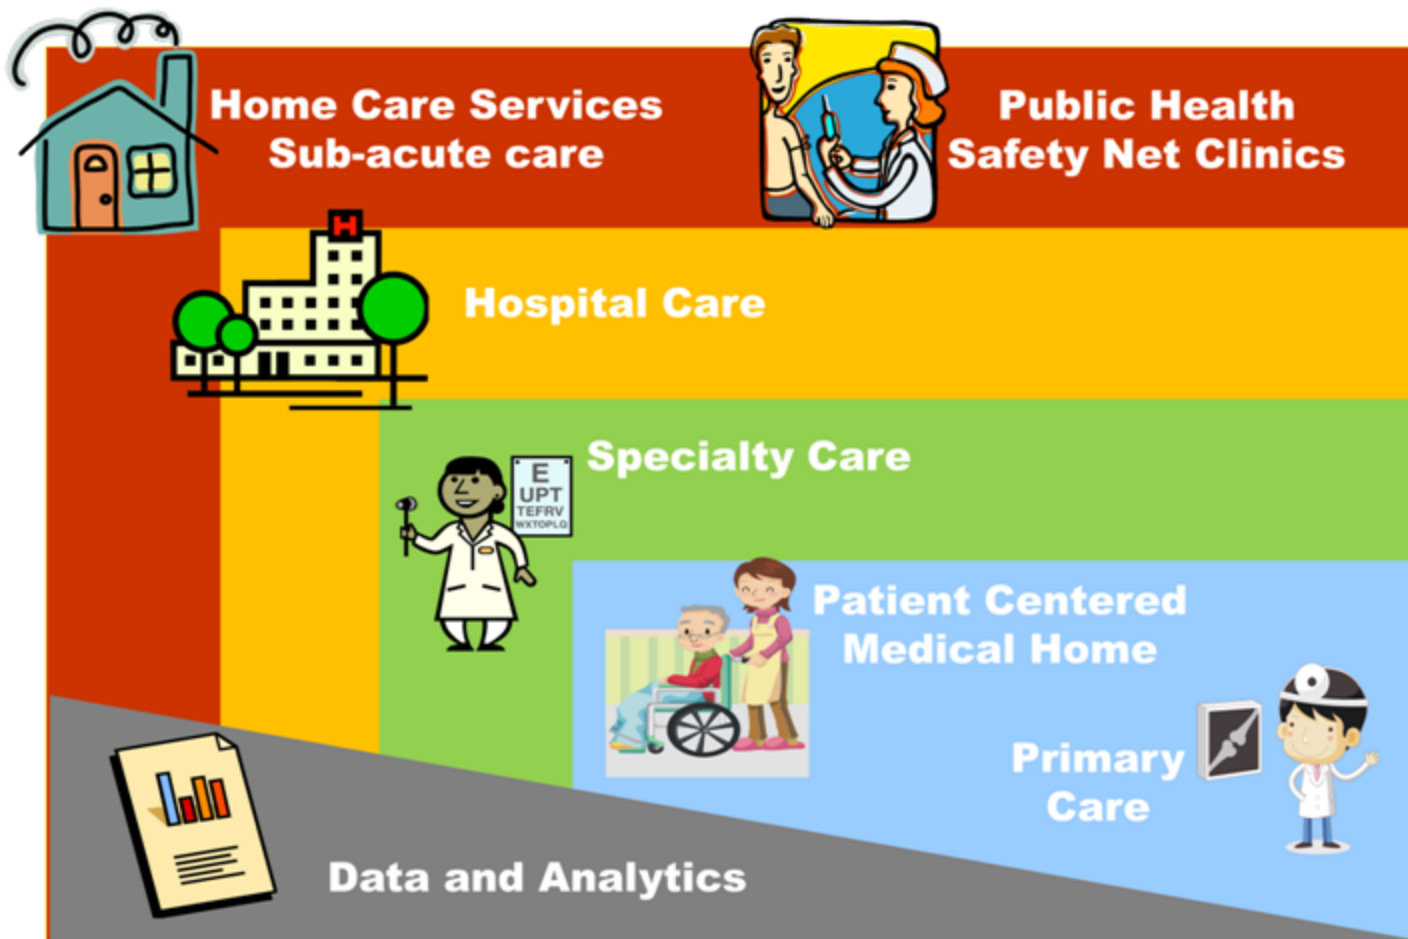 Home Care Services
Sub-acute care
Public Health
Safety Net Clinics
H
Hospital Care
Specialty Care
E
UPT
TEFRV
WXTOPLQ
Patient Centered
Medical Home
Primary
Care
Data and Analytics